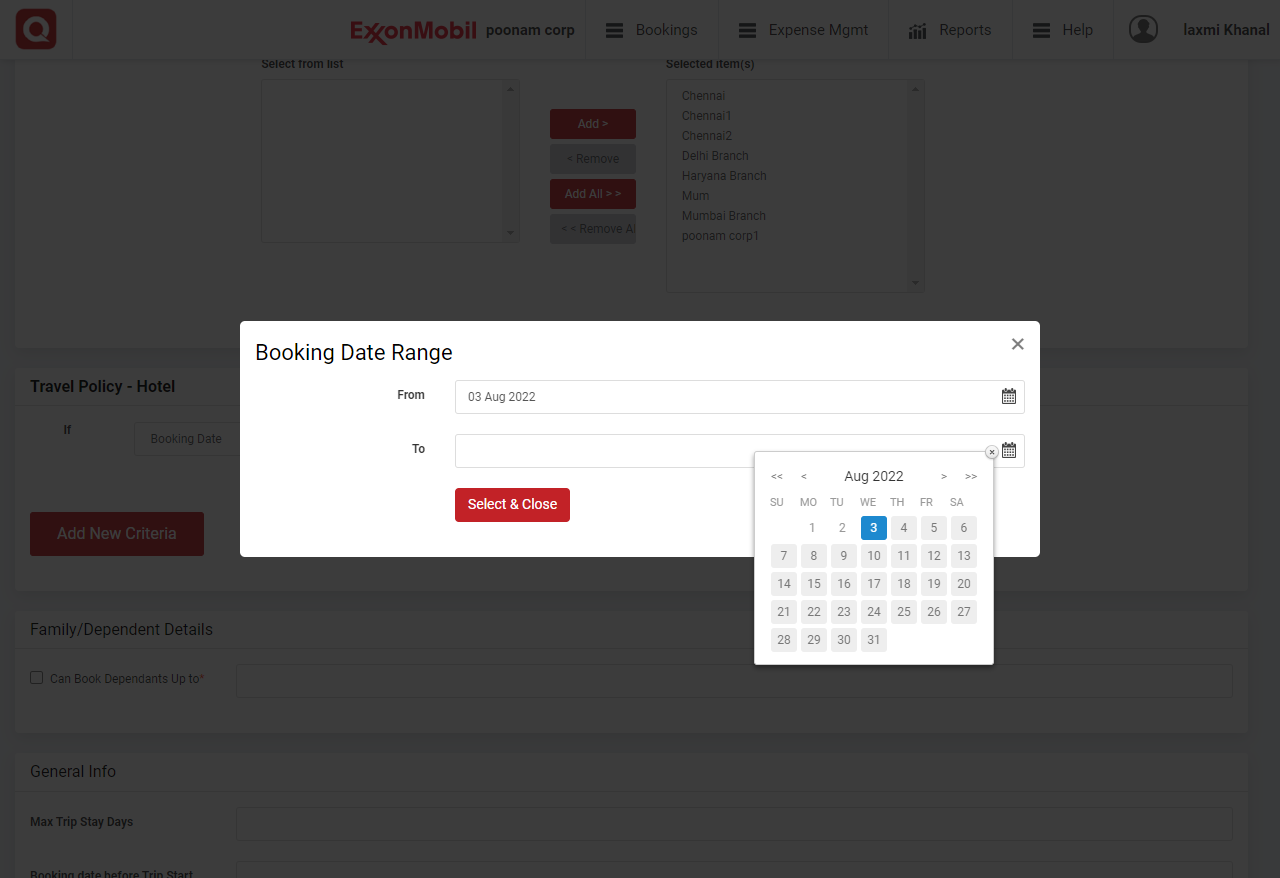 Q ExxonMobil poonam corp Bookings Expense Mgmt Reports Help laxmi Khanal
Select from list
Selected item(s)
Add >
< Remove
Add All > >
< < Remove Al
Chennai
Chennai1
Chennai2
Delhi Branch
Haryana Branch
Mum
Mumbai Branch
poonam corp1
Travel Policy - Hotel
If Booking Date
Add New Criteria
Booking Date Range ×
From 03 Aug 2022
To
Select & Close
×
<< < Aug 2022 > >>
SU MO TU WE TH FR SA
1 2 3 4 5 6
7 8 9 10 11 12 13
14 15 16 17 18 19 20
21 22 23 24 25 26 27
28 29 30 31
Family/Dependent Details
Can Book Dependants Up to*
General Info
Max Trip Stay Days
Booking date before Trip Start